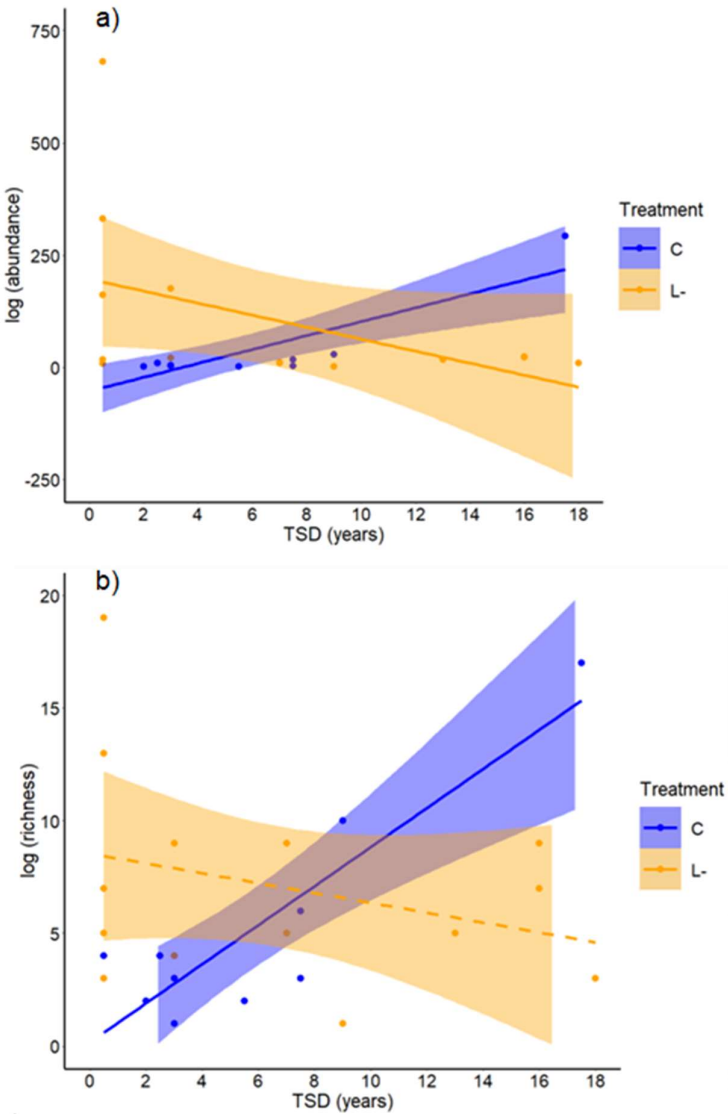 a)
750
500
250
0
-250
log (abundance)
0 2 4 6 8 10 12 14 16 18
TSD (years)
Treatment
C
L-
b)
20
15
10
5
0
log (richness)
0 2 4 6 8 10 12 14 16 18
TSD (years)
Treatment
C
L-